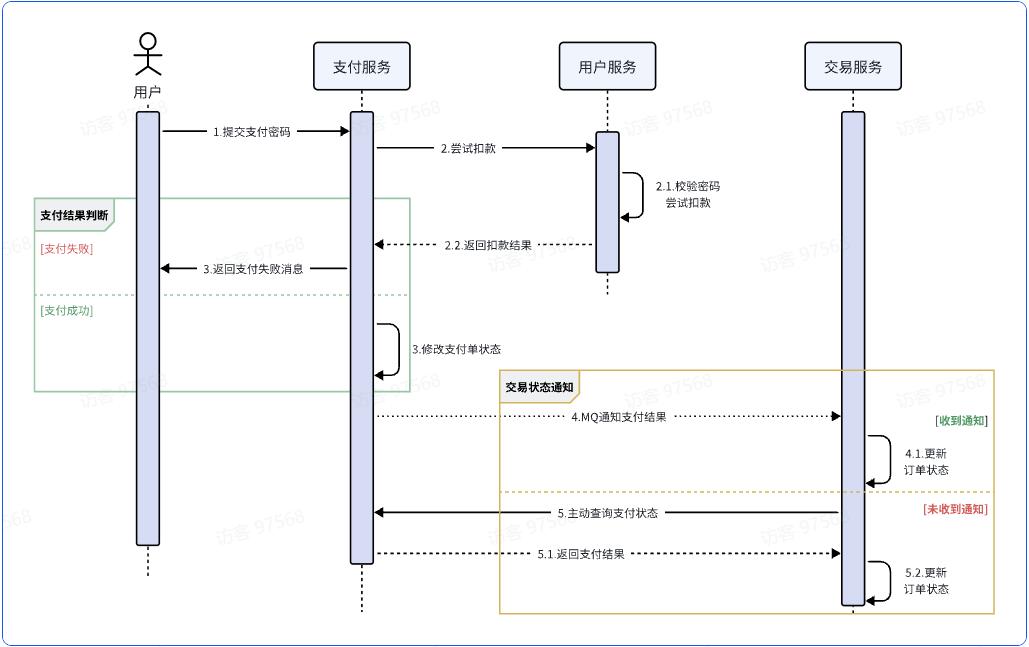 用户
支付服务
用户服务
交易服务
1.提交支付密码
2.尝试扣款
2.1.校验密码
尝试扣款
支付结果判断
2.2.返回扣款结果
[支付失败]
3.返回支付失败消息
[支付成功]
3.修改支付单状态
交易状态通知
4.MQ通知支付结果
[收到通知]
4.1.更新
订单状态
[未收到通知]
5.主动查询支付状态
5.1.返回支付结果
5.2.更新
订单状态
访客 97568